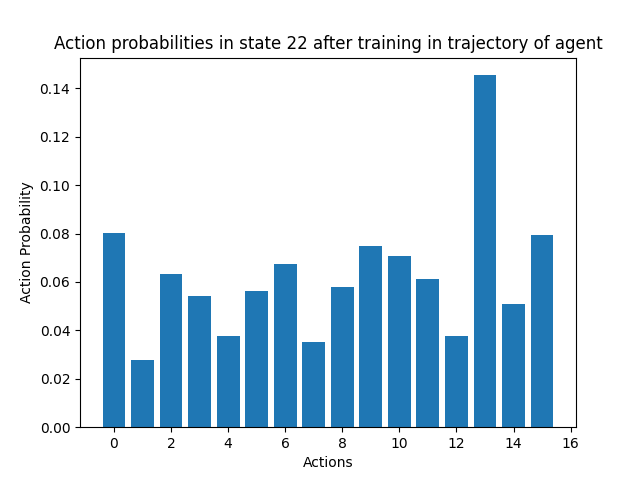 Action probabilities in state 22 after training in trajectory of agent
0.14
0.12
0.10
0.08
0.06
0.04
0.02
0.00
Action Probability
0 2 4 6 8 10 12 14 16
Actions